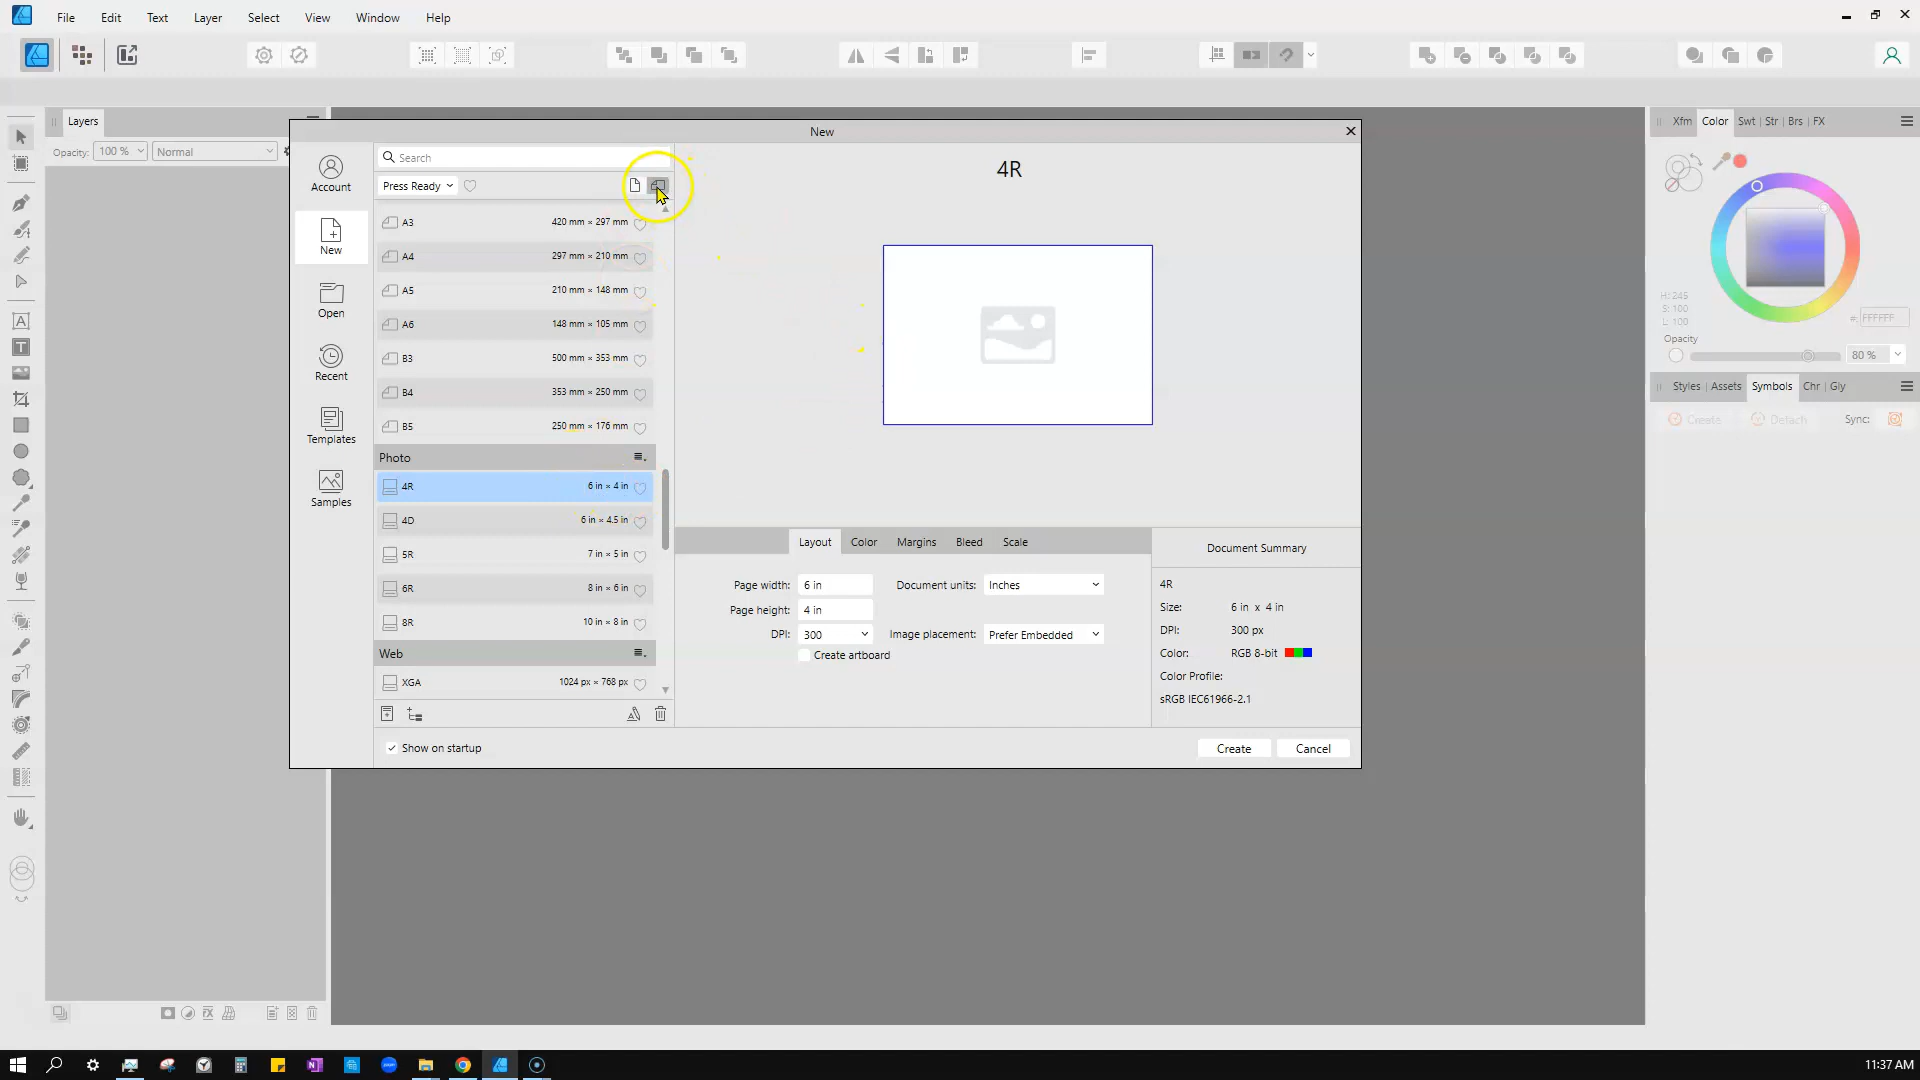 File Edit Text Layer Select View Window Help
Layers
Opacity: 100 % Normal
New
Account
New
Open
Recent
Templates
Samples
Search
Press Ready
A3 420 mm × 297 mm
A4 297 mm × 210 mm
A5 210 mm × 148 mm
A6 148 mm × 105 mm
B3 500 mm × 353 mm
B4 353 mm × 250 mm
B5 250 mm × 176 mm
Photo
4R 6 in × 4 in
4D 6 in × 4.5 in
5R 7 in × 5 in
6R 8 in × 6 in
8R 10 in × 8 in
Web
XGA 1024 px × 768 px
Show on startup
4R
Layout Color Margins Bleed Scale
Page width: 6 in Document units: Inches
Page height: 4 in
DPI: 300 Image placement: Prefer Embedded
Create artboard
Document Summary
4R
Size: 6 in x 4 in
DPI: 300 px
Color: RGB 8-bit
Color Profile:
sRGB IEC61966-2.1
Create Cancel
Xfm Color Swt Str Brs FX
H: 245
S: 100
L: 100
#: FFFFFF
Opacity
80 %
Styles Assets Symbols Chr Gly
Create Detach Sync:
11:37 AM